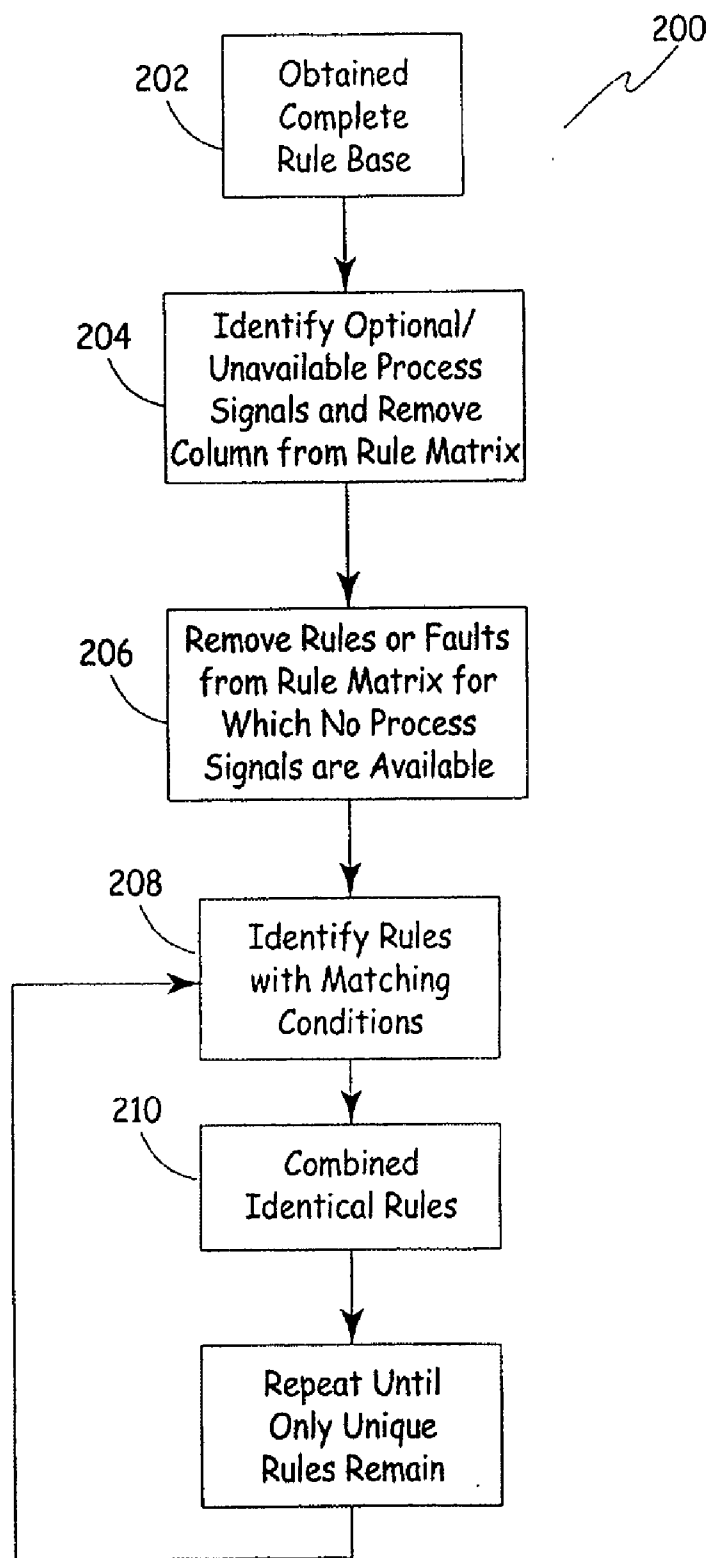 200
202
Obtained
Complete
Rule Base
204
Identify Optional/
Unavailable Process
Signals and Remove
Column from Rule Matrix
206
Remove Rules or Faults
from Rule Matrix for
Which No Process
Signals are Available
208
Identify Rules
with Matching
Conditions
210
Combined
Identical Rules
Repeat Until
Only Unique
Rules Remain